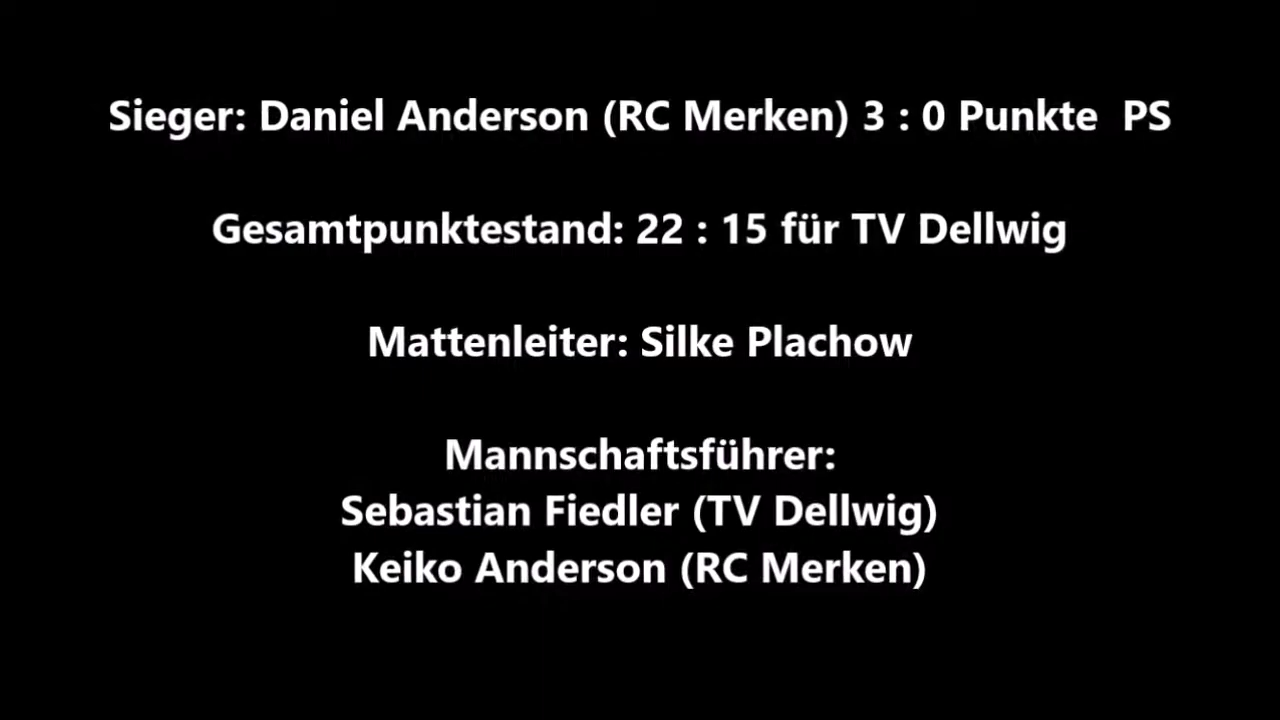 Sieger: Daniel Anderson (RC Merken) 3 : 0 Punkte  PS
Gesamtpunktestand: 22 : 15 für TV Dellwig
Mattenleiter: Silke Plachow
Mannschaftsführer:
Sebastian Fiedler (TV Dellwig)
Keiko Anderson (RC Merken)